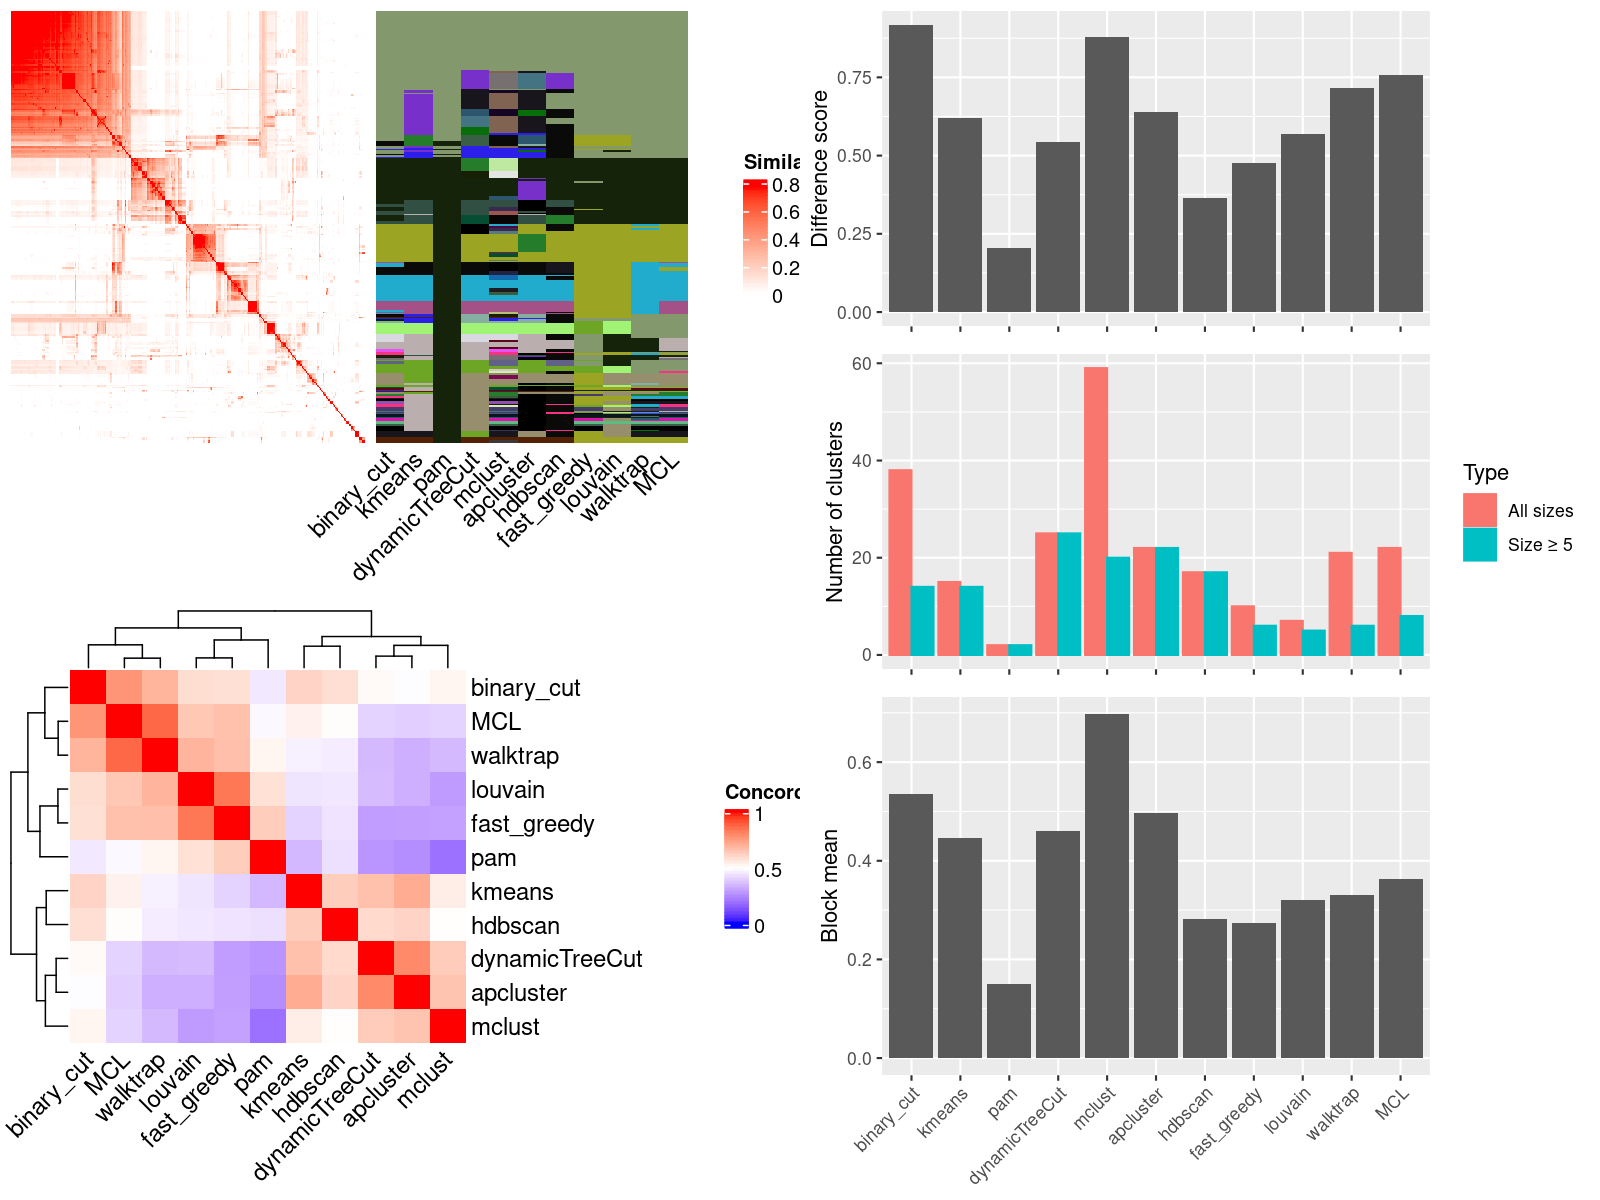 Simila
0.8
0.6
0.4
0.2
0
binary_cut
kmeans
pam
dynamicTreeCut
mclust
apcluster
hdbscan
fast_greedy
louvain
walktrap
MCL
Difference score
0.75
0.50
0.25
0.00
Number of clusters
60
40
20
0
Type
All sizes
Size ≥ 5
binary_cut
MCL
walktrap
louvain
fast_greedy
pam
kmeans
hdbscan
dynamicTreeCut
apcluster
mclust
binary_cut
MCL
walktrap
louvain
fast_greedy
pam
kmeans
hdbscan
dynamicTreeCut
apcluster
mclust
Concord
1
0.5
0
Block mean
0.6
0.4
0.2
0.0
binary_cut
kmeans
pam
dynamicTreeCut
mclust
apcluster
hdbscan
fast_greedy
louvain
walktrap
MCL